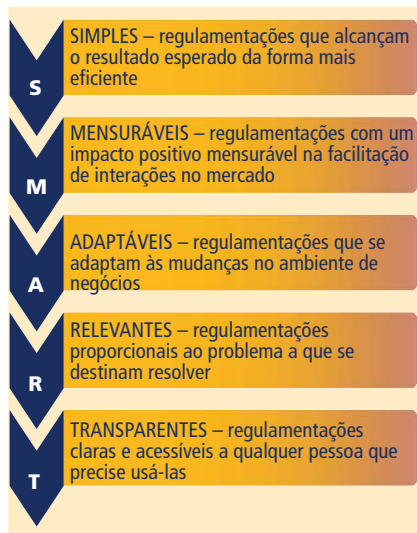 S
SIMPLES – regulamentações que alcançam
o resultado esperado da forma mais
eficiente
M
MENSURÁVEIS – regulamentações com um
impacto positivo mensurável na facilitação
de interações no mercado
A
ADAPTÁVEIS – regulamentações que se
adaptam às mudanças no ambiente de
negócios
R
RELEVANTES – regulamentações
proporcionais ao problema a que se
destinam resolver
T
TRANSPARENTES – regulamentações
claras e acessíveis a qualquer pessoa que
precise usá-las